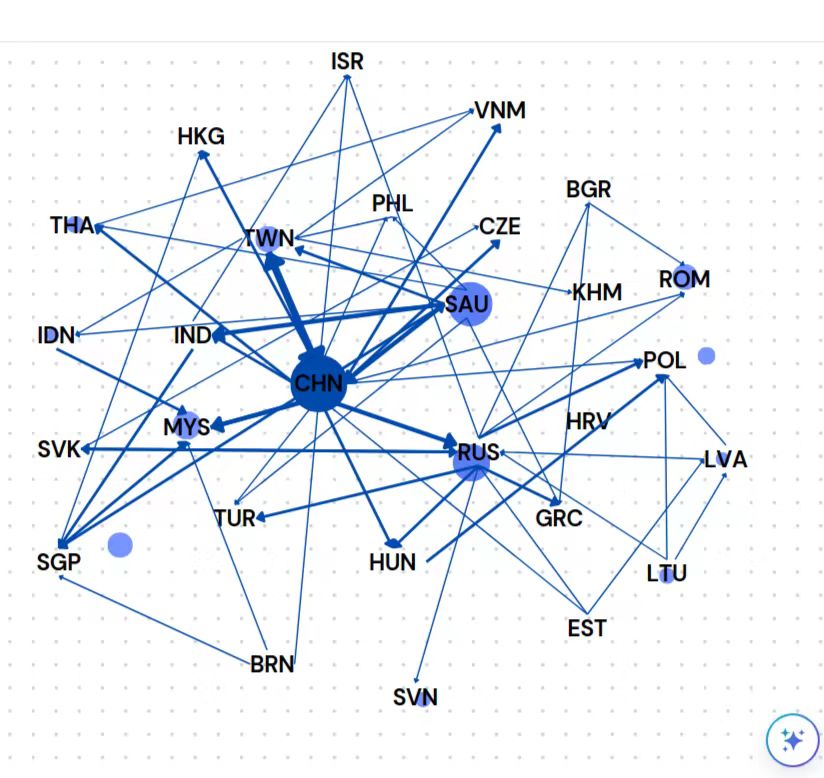 ISR
VNM
HKG
BGR
PHL
THA
CZE
TWN
ROM
KHM
SAU
IDN
IND
POL
CHN
HRV
MYS
SVK
RUS
LVA
TUR
GRC
SGP
HUN
LTU
EST
BRN
SVN